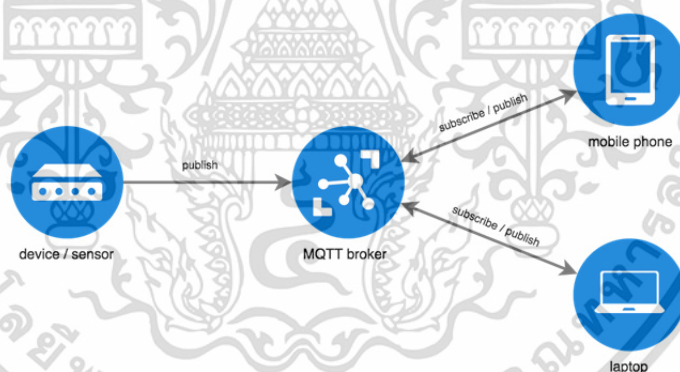 publish
device / sensor
MQTT broker
subscribe / publish
mobile phone
subscribe / publish
laptop